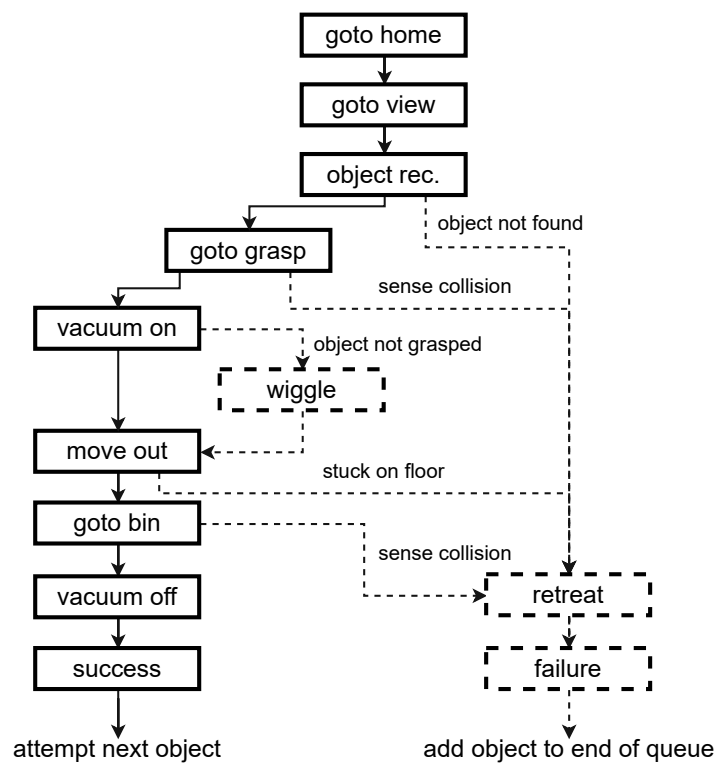 goto home
goto view
object rec.
object not found
goto grasp
sense collision
vacuum on
object not grasped
wiggle
move out
stuck on floor
goto bin
sense collision
vacuum off
retreat
success
failure
attempt next object
add object to end of queue